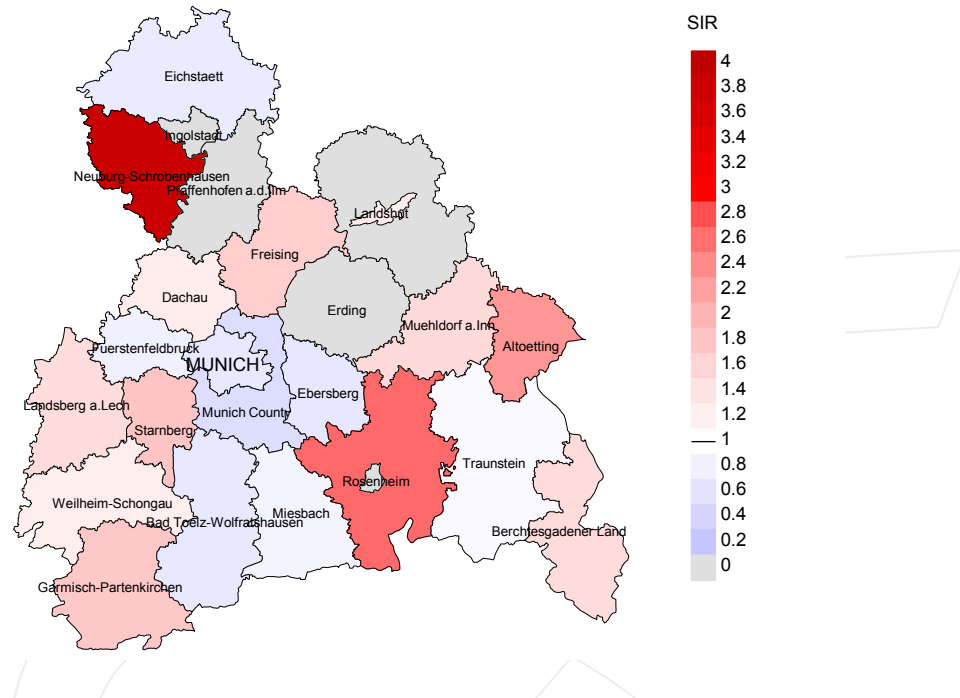 SIR
4
3.8
3.6
3.4
3.2
3
2.8
2.6
2.4
2.2
2
1.8
1.6
1.4
1.2
1
0.8
0.6
0.4
0.2
0
Eichstaett
Ingolstadt
Neuburg-Schrobenhausen
Pfaffenhofen a.d.Ilm
Landshut
Freising
Dachau
Erding
Muehldorf a.Inn
Altoetting
Fuerstenfeldbruck
MUNICH
Ebersberg
Landsberg a.Lech
Munich County
Starnberg
Traunstein
Rosenheim
Weilheim-Schongau
Miesbach
Bad Toelz-Wolfratshausen
Berchtesgadener Land
Garmisch-Partenkirchen